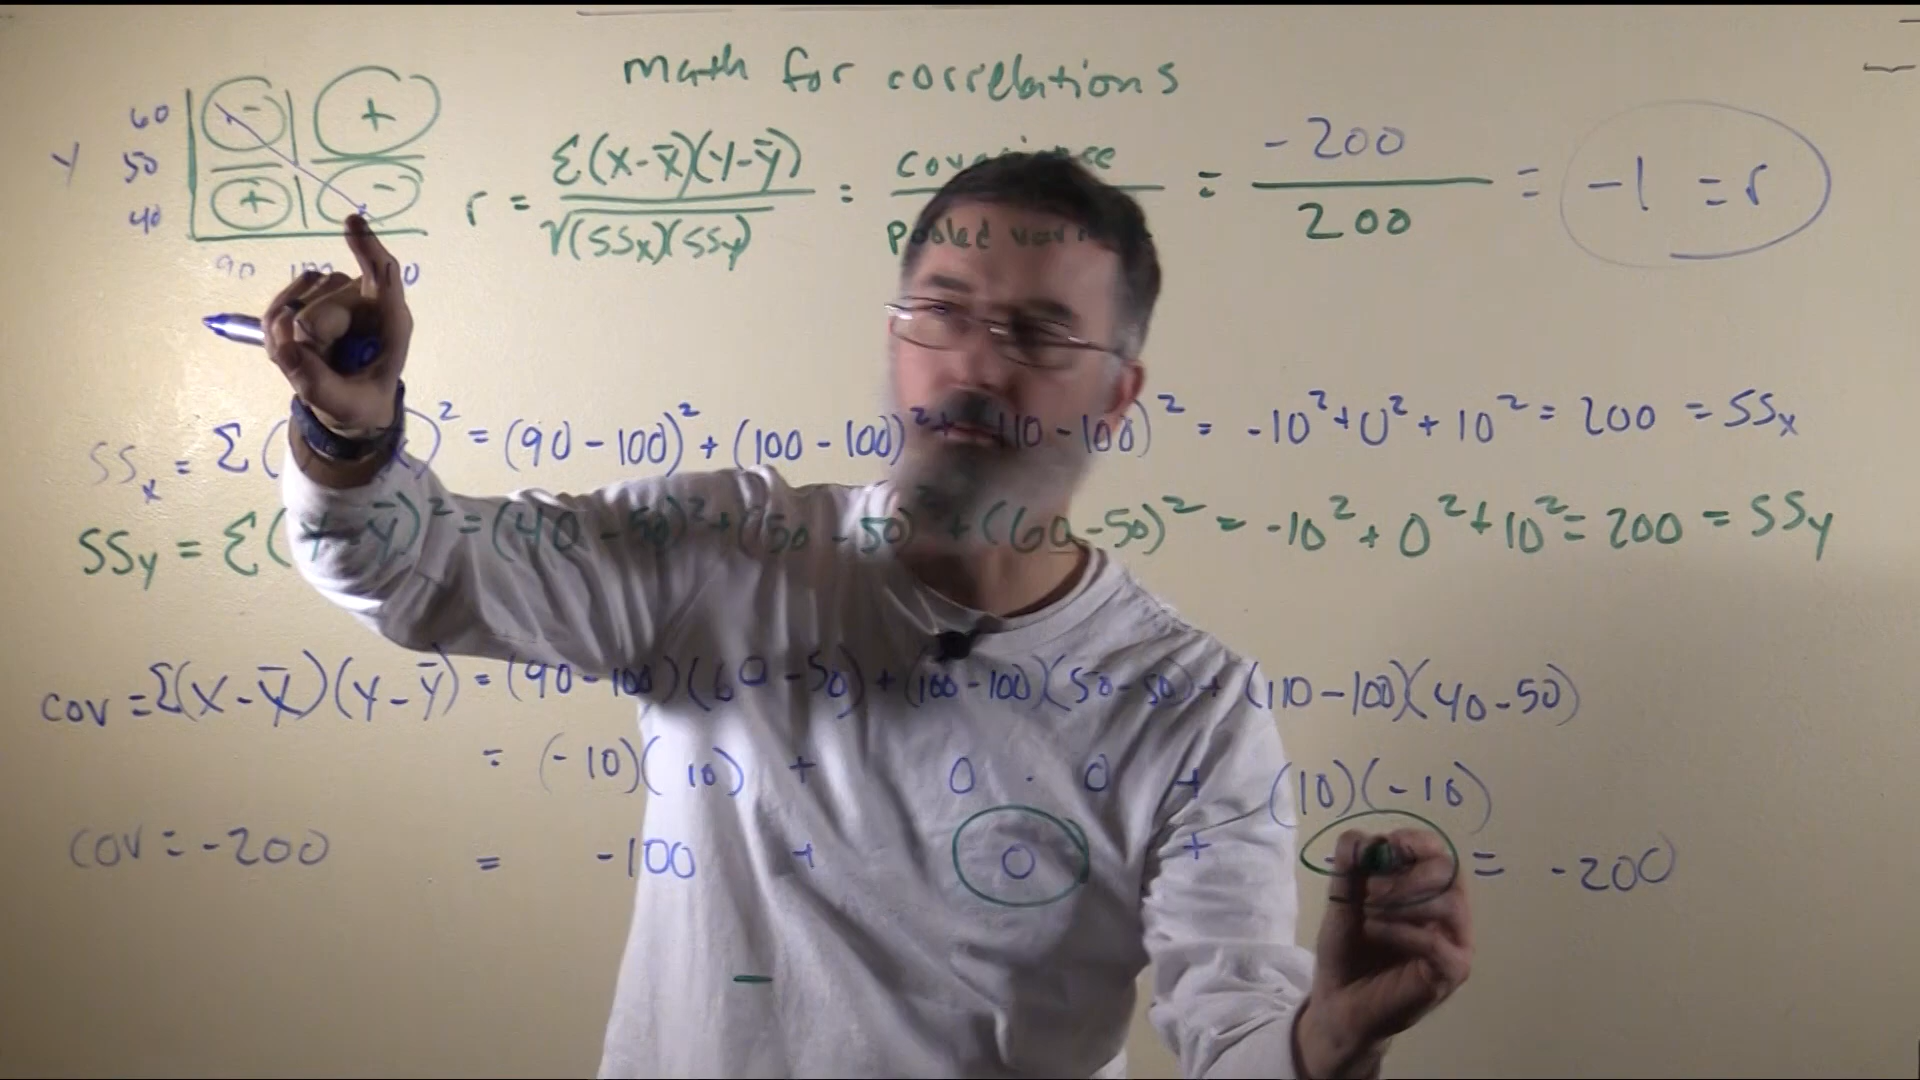 math for correlations
60 - +
Y 50
40 + -
90
r = Σ(X-X̄)(Y-Ȳ) / √(SSx)(SSy) = pooled = -200 / 200 = -1 = r
SSx = Σ( )² = (90-100)² + (100-100)² + 110-100)² = -10² + 0² + 10² = 200 = SSx
SSy = Σ(Y-Ȳ)² = (40-50)² + (50-50)² + (60-50)² = -10² + 0² + 10² = 200 = SSy
cov = Σ(X-X̄)(Y-Ȳ) = (90-100)(60-50) + (100-100)(50-50) + (110-100)(40-50)
= (-10)(10) + 0 · 0 + (10)(-10)
cov = -200 = -100 + 0 + = -200
-